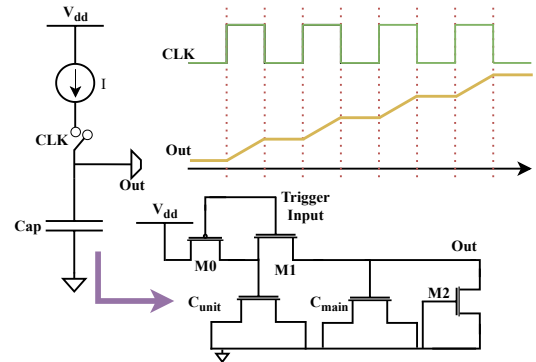 Vdd
I
CLK
Out
Cap
CLK
Out
Vdd
Trigger
Input
Out
M0
M1
M2
Cunit
Cmain